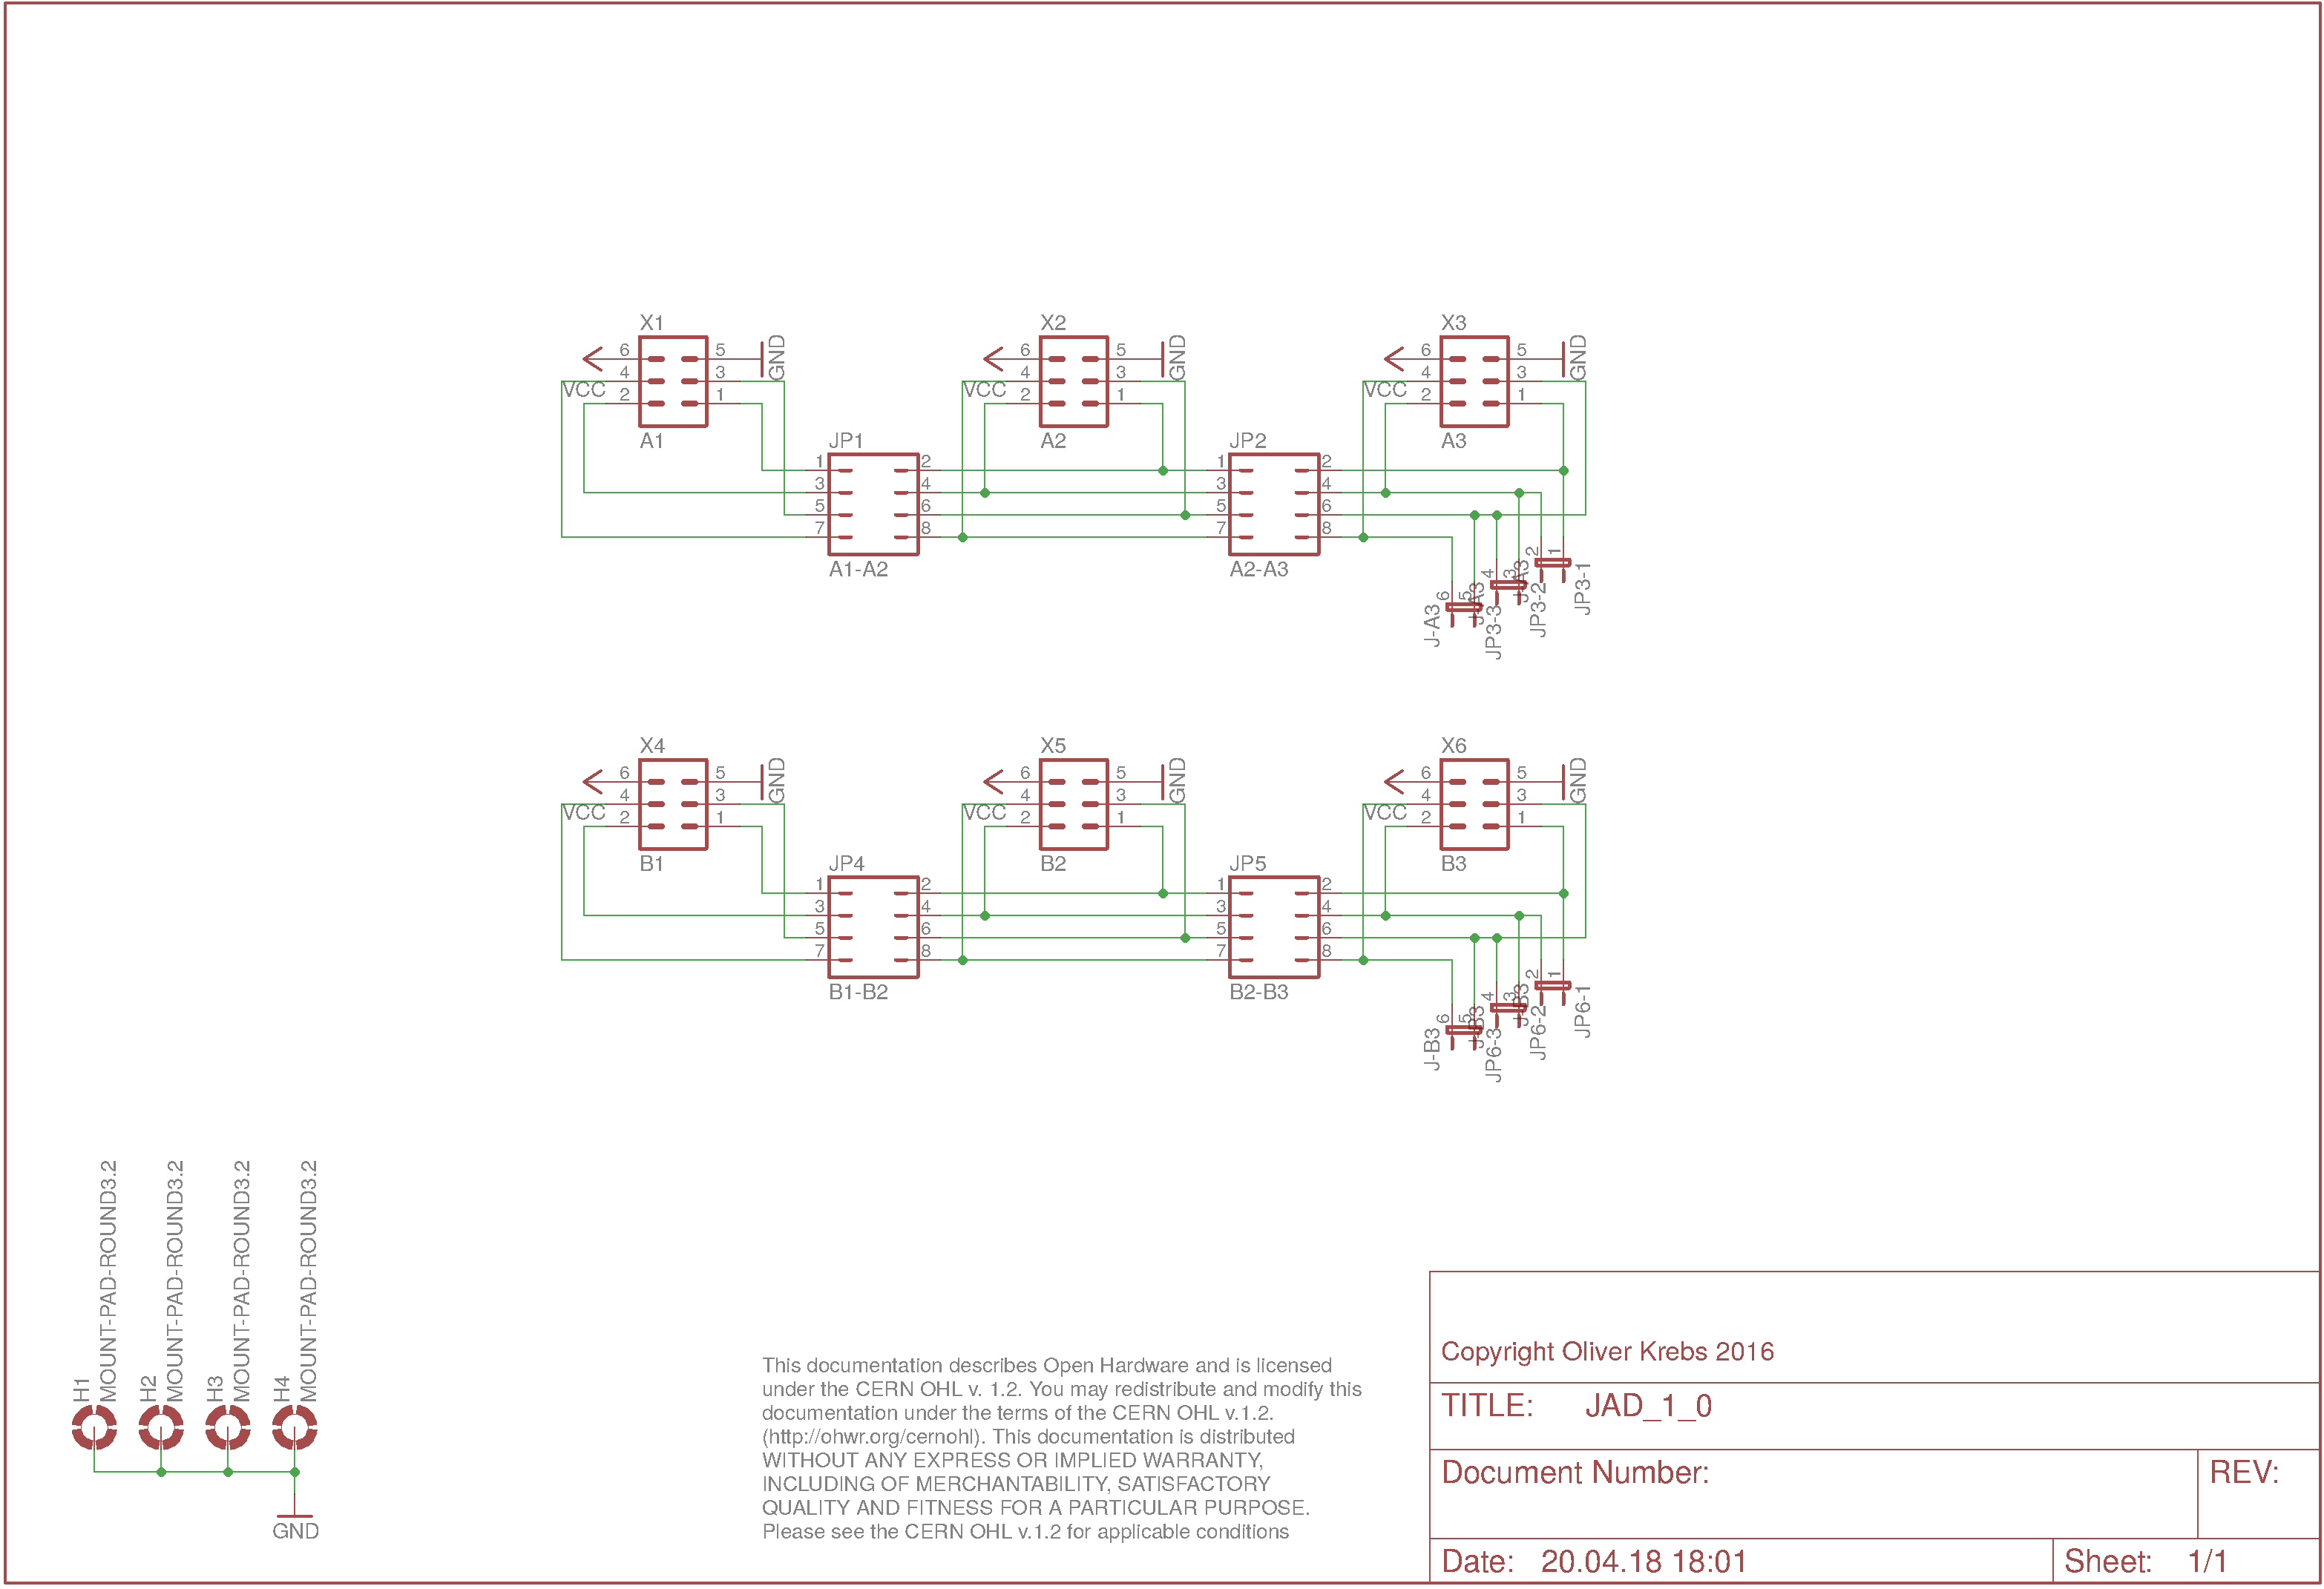 X1
6 5
GND
4 3
VCC
2 1
A1
X2
6 5
GND
4 3
VCC
2 1
A2
X3
6 5
GND
4 3
VCC
2 1
A3
JP1
1 2
3 4
5 6
7 8
A1-A2
JP2
1 2
3 4
5 6
7 8
A2-A3
J-A3
6
5
JP3-3
4
3
JP3-2
2
1
JP3-1
X4
6 5
GND
4 3
VCC
2 1
B1
X5
6 5
GND
4 3
VCC
2 1
B2
X6
6 5
GND
4 3
VCC
2 1
B3
JP4
1 2
3 4
5 6
7 8
B1-B2
JP5
1 2
3 4
5 6
7 8
B2-B3
J-B3
6
5
JP6-3
4
3
JP6-2
2
1
JP6-1
H1
MOUNT-PAD-ROUND3.2
H2
MOUNT-PAD-ROUND3.2
H3
MOUNT-PAD-ROUND3.2
H4
MOUNT-PAD-ROUND3.2
GND
This documentation describes Open Hardware and is licensed
under the CERN OHL v. 1.2. You may redistribute and modify this
documentation under the terms of the CERN OHL v.1.2.
(http://ohwr.org/cernohl). This documentation is distributed
WITHOUT ANY EXPRESS OR IMPLIED WARRANTY,
INCLUDING OF MERCHANTABILITY, SATISFACTORY
QUALITY AND FITNESS FOR A PARTICULAR PURPOSE.
Please see the CERN OHL v.1.2 for applicable conditions
Copyright Oliver Krebs 2016
TITLE: JAD_1_0
Document Number:
REV:
Date: 20.04.18 18:01
Sheet: 1/1